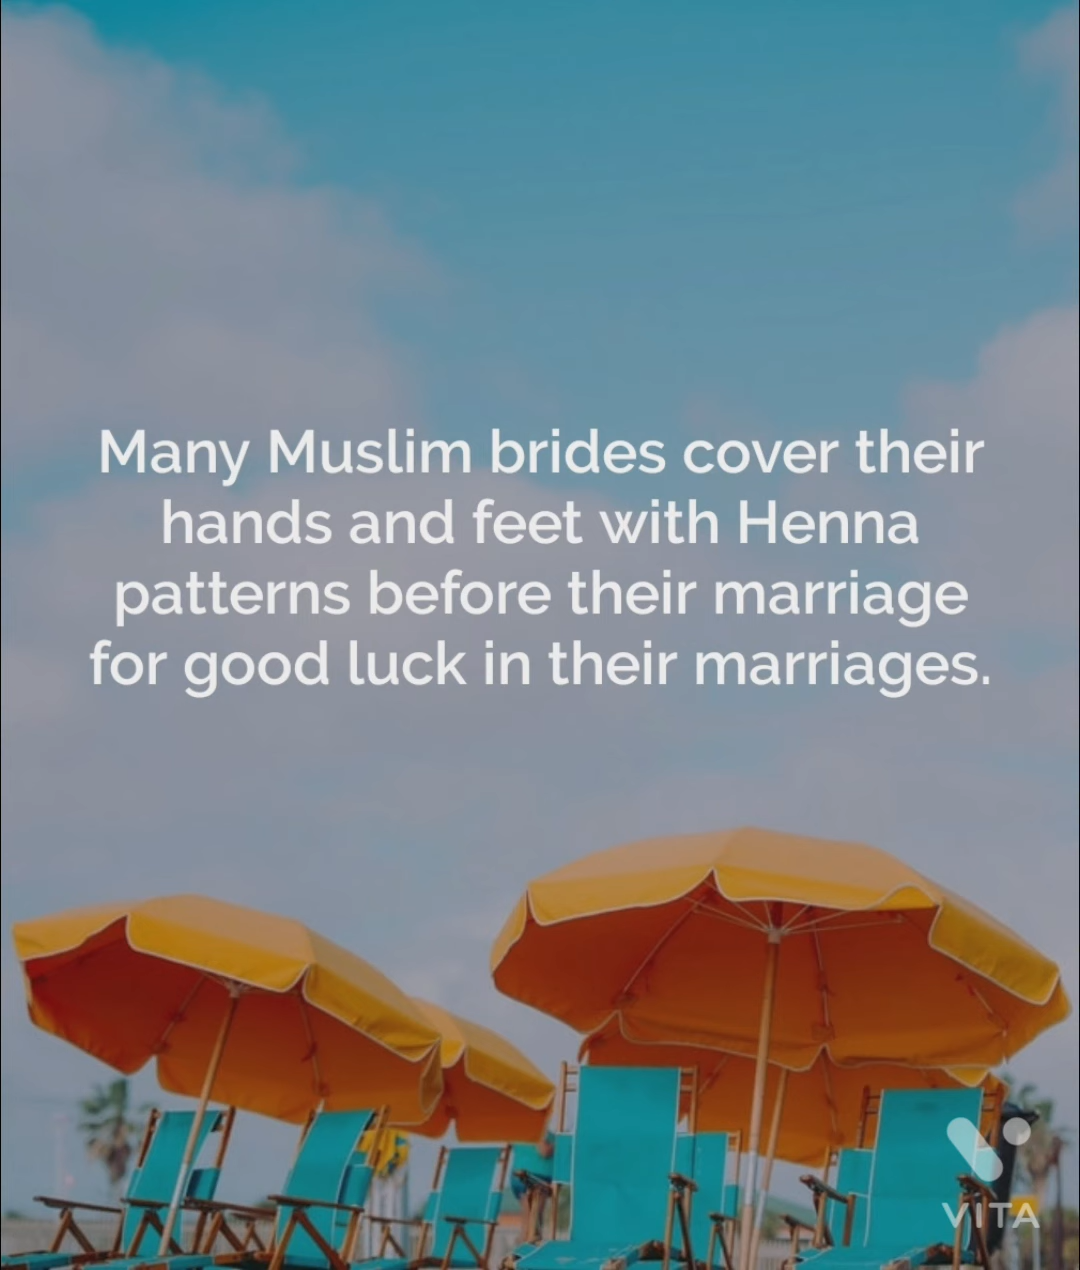 Many Muslim brides cover their
hands and feet with Henna
patterns before their marriage
for good luck in their marriages.
VITA